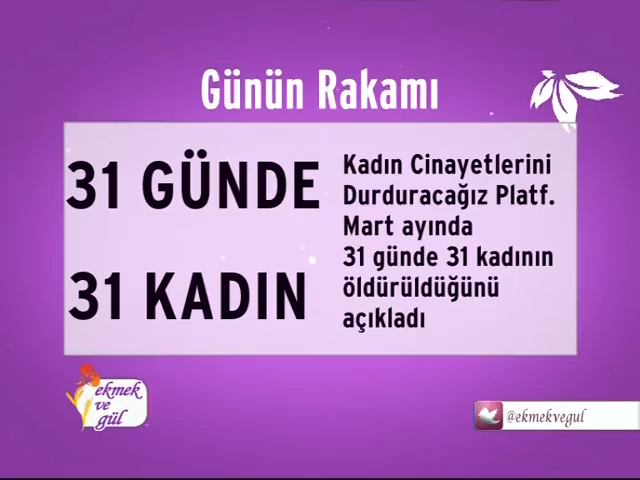 Günün Rakamı
31 GÜNDE
31 KADIN
Kadın Cinayetlerini
Durduracağız Platf.
Mart ayında
31 günde 31 kadının
öldürüldüğünü
açıkladı
ekmek
ve
gül
@ekmekvegul